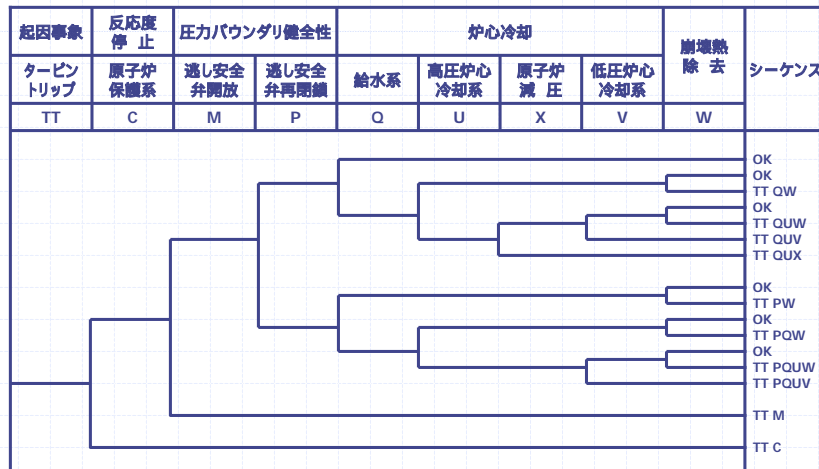 起因事象
反応度
停 止
圧力バウンダリ健全性
炉心冷却
崩壊熱
除 去
シーケンス
タービン
トリップ
原子炉
保護系
逃し安全
弁開放
逃し安全
弁再閉鎖
給水系
高圧炉心
冷却系
原子炉
減 圧
低圧炉心
冷却系
TT
C
M
P
Q
U
X
V
W
OK
OK
TT QW
OK
TT QUW
TT QUV
TT QUX
OK
TT PW
OK
TT PQW
OK
TT PQUW
TT PQUV
TT M
TT C